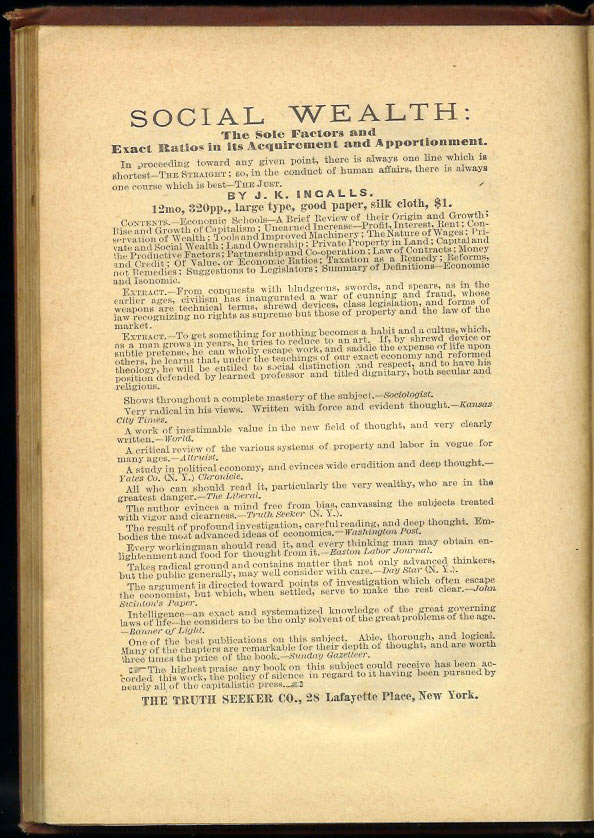 SOCIAL WEALTH:
The Sole Factors and
Exact Ratios in its Acquirement and Apportionment.
In proceeding toward any given point, there is always one line which is
shortest—THE STRAIGHT; so, in the conduct of human affairs, there is always
one course which is best—THE JUST.
BY J. K. INGALLS.
12mo, 320pp., large type, good paper, silk cloth, $1.
CONTENTS.—Economic Schools—A Brief Review of their Origin and Growth;
Rise and Growth of Capitalism; Unearned Increase—Profit, Interest, Rent; Con-
servation of Wealth; Tools and Improved Machinery; The Nature of Wages; Pri-
vate and Social Wealth; Land Ownership; Private Property in Land; Capital and
the Productive Factors; Partnership and Co-operation; Law of Contracts; Money
and Credit; Of Value, or Economic Ratios; Taxation as a Remedy; Reforms,
not Remedies; Suggestions to Legislators; Summary of Definitions—Economic
and Isonomic.
EXTRACT.—From conquests with bludgeons, swords, and spears, as in the
earlier ages, civilism has inaugurated a war of cunning and fraud, whose
weapons are technical terms, shrewd devices, class legislation, and forms of
law recognizing no rights as supreme but those of property and the law of the
market.
EXTRACT.—To get something for nothing becomes a habit and a cultus, which,
as a man grows in years, he tries to reduce to an art. If, by shrewd device or
subtle pretense, he can wholly escape work, and saddle the expense of life upon
others, he learns that, under the teachings of our exact economy and reformed
theology, he will be entiled to social distinction and respect, and to have his
position defended by learned professor and titled dignitary, both secular and
religious.
Shows throughout a complete mastery of the subject.—Sociologist.
Very radical in his views. Written with force and evident thought.—Kansas
City Times.
A work of inestimable value in the new field of thought, and very clearly
written.—World.
A critical review of the various systems of property and labor in vogue for
many ages.—Altruist.
A study in political economy, and evinces wide erudition and deep thought.—
Yates Co. (N. Y.) Chronicle.
All who can should read it, particularly the very wealthy, who are in the
greatest danger.—The Liberal.
The author evinces a mind free from bias, canvassing the subjects treated
with vigor and clearness.—Truth Seeker (N. Y.).
The result of profound investigation, careful reading, and deep thought. Em-
bodies the most advanced ideas of economics.—Washington Post.
Every workingman should read it, and every thinking man may obtain en-
lightenment and food for thought from it.—Easton Labor Journal.
Takes radical ground and contains matter that not only advanced thinkers,
but the public generally, may well consider with care.—Day Star (N. Y.).
The argument is directed toward points of investigation which often escape
the economist, but which, when settled, serve to make the rest clear.—John
Swinton's Paper.
Intelligence—an exact and systematized knowledge of the great governing
laws of life—he considers to be the only solvent of the great problems of the age.
—Banner of Light.
One of the best publications on this subject. Able, thorough, and logical.
Many of the chapters are remarkable for their depth of thought, and are worth
three times the price of the book.—Sunday Gazetteer.
☞The highest praise any book on this subject could receive has been ac-
corded this work, the policy of silence in regard to it having been pursued by
nearly all of the capitalistic press.☜
THE TRUTH SEEKER CO., 28 Lafayette Place, New York.